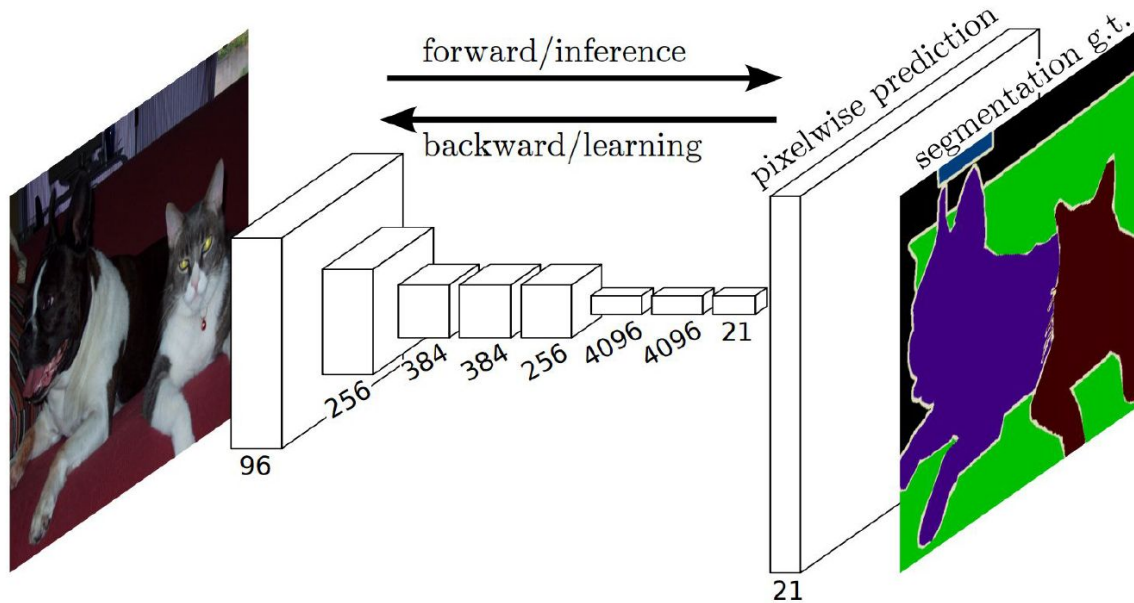 forward/inference
backward/learning
pixelwise prediction
segmentation g.t.
96
256
384
384
256
4096
4096
21
21